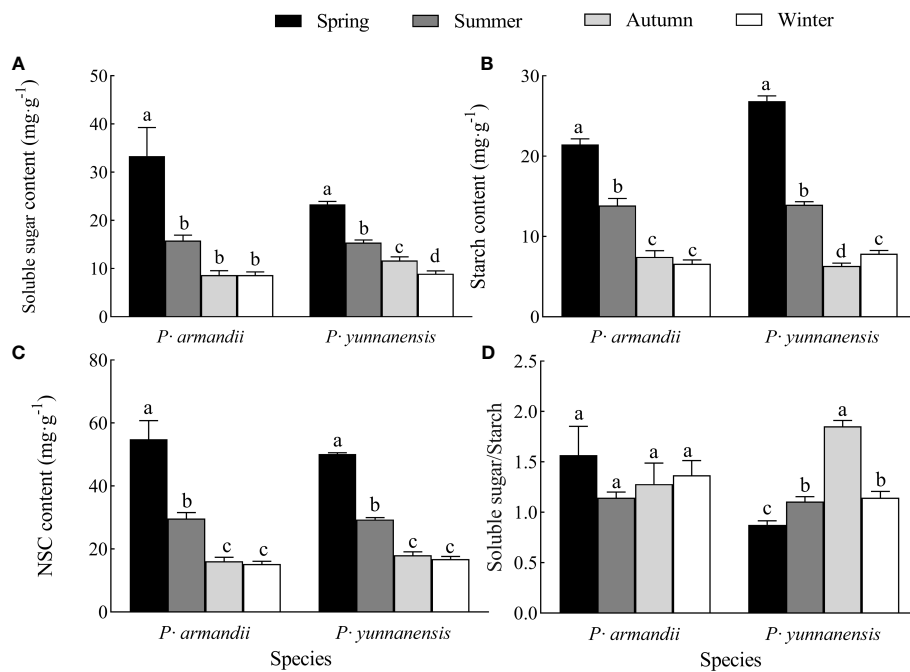 Spring Summer Autumn Winter
A
B
Soluble sugar content (mg·g-1)
50
40
30
20
10
0
a
b
b
b
a
b
c
d
P· armandii
P· yunnanensis
Starch content (mg·g-1)
30
20
10
0
a
b
c
c
a
b
d
c
P· armandii
P· yunnanensis
C
D
NSC content (mg·g-1)
80
60
40
20
0
a
b
c
c
a
b
c
c
P· armandii
P· yunnanensis
Species
Soluble sugar/Starch
2.5
2.0
1.5
1.0
0.5
0.0
a
a
a
a
c
b
a
b
P· armandii
P· yunnanensis
Species